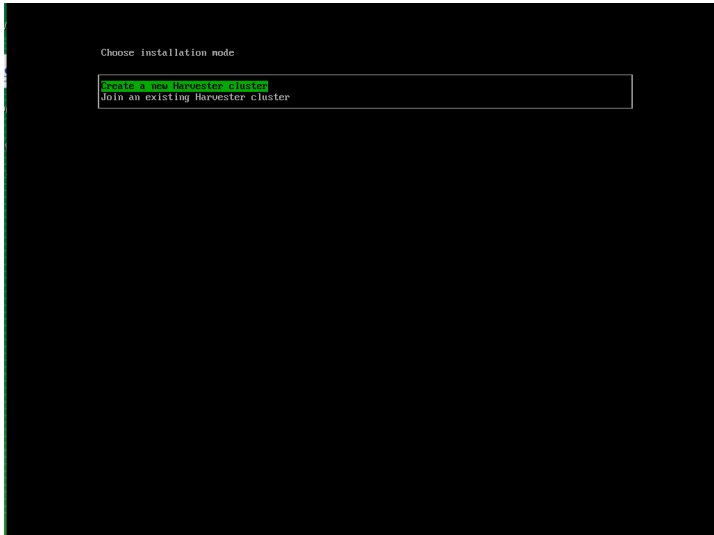 Choose installation mode
Create a new Harvester cluster
Join an existing Harvester cluster